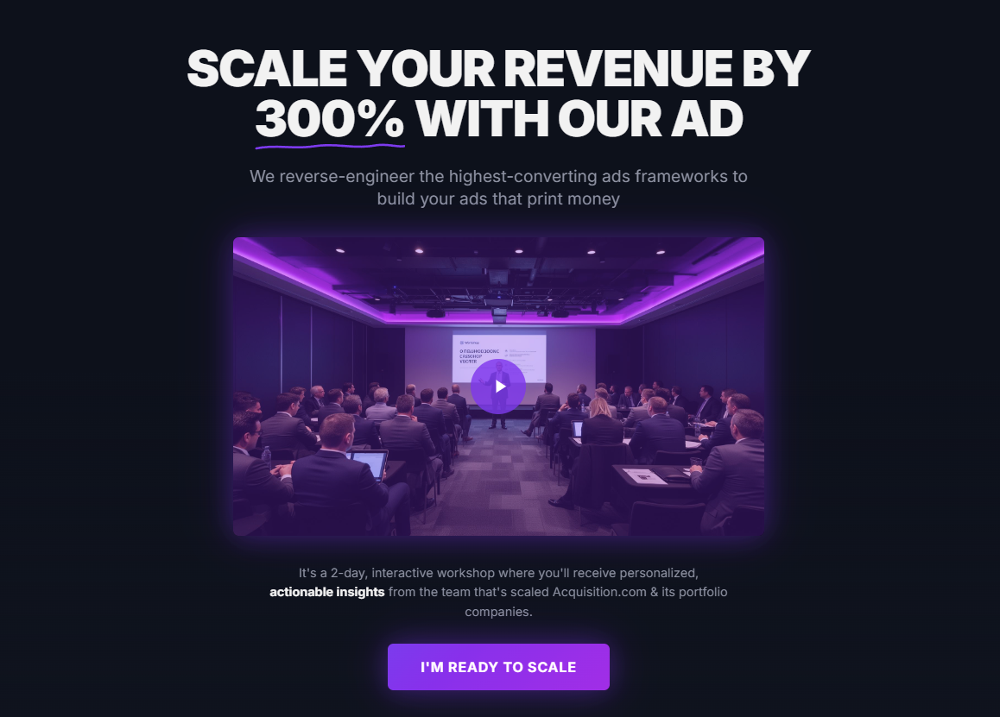 SCALE YOUR REVENUE BY
300% WITH OUR AD
We reverse-engineer the highest-converting ads frameworks to
build your ads that print money
It's a 2-day, interactive workshop where you'll receive personalized,
actionable insights from the team that's scaled Acquisition.com & its portfolio
companies.
I'M READY TO SCALE